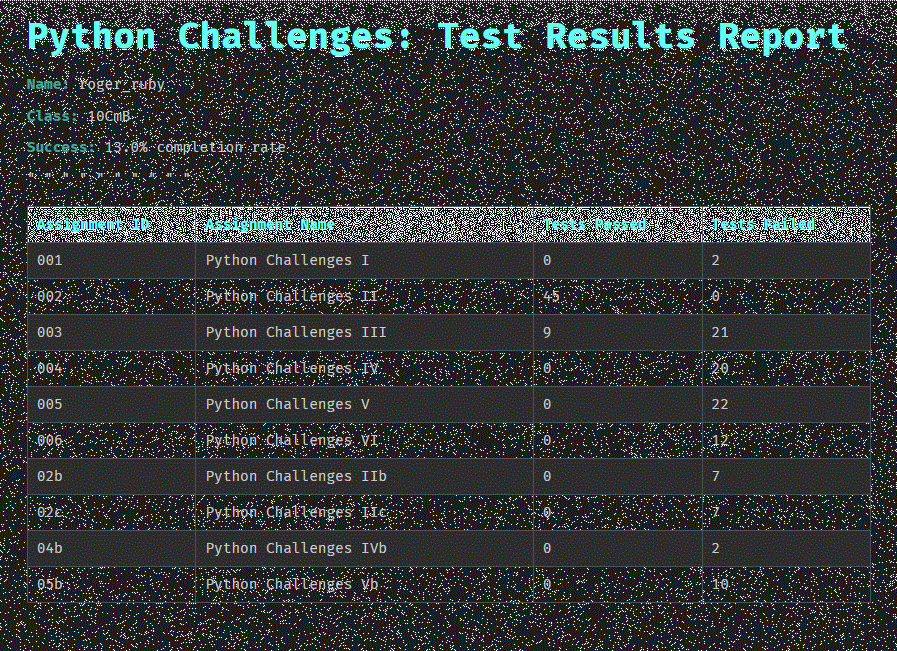 Python Challenges: Test Results Report
Name: roger_ruby
Class: 10CmB
Success: 13.0% completion rate
" " " " " " " " " "
Assignment ID Assignment Name Tests Passed Tests Failed
001 Python Challenges I 0 2
002 Python Challenges II 45 0
003 Python Challenges III 9 21
004 Python Challenges IV 0 20
005 Python Challenges V 0 22
006 Python Challenges VI 0 12
02b Python Challenges IIb 0 7
02c Python Challenges IIc 0 7
04b Python Challenges IVb 0 2
05b Python Challenges Vb 0 10